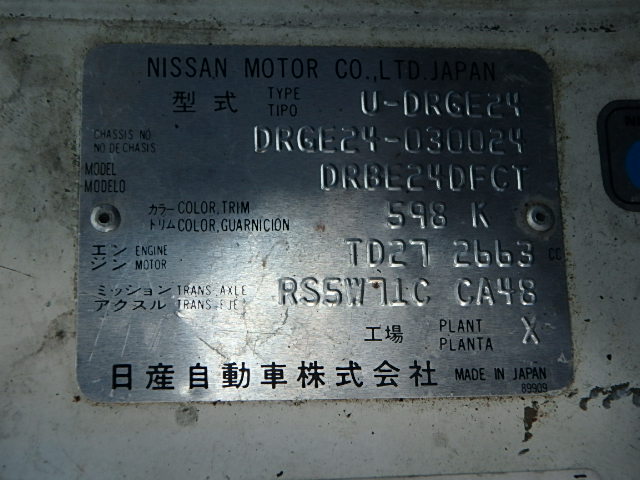 NISSAN MOTOR CO.,LTD.JAPAN
型式 TYPE TIPO U-DRGE24
CHASSIS NO. NO DE CHASIS DRGE24-030024
MODEL MODELO DRBE24DFCT
カラー COLOR,TRIM
トリム COLOR,GUARNICIÓN 598 K
エンジン ENGINE MOTOR TD27 2663 cc
ミッション TRANS. AXLE
アクスル TRANS. EJE RS5W71C CA48
工場 PLANT PLANTA X
日産自動車株式会社 MADE IN JAPAN
89909